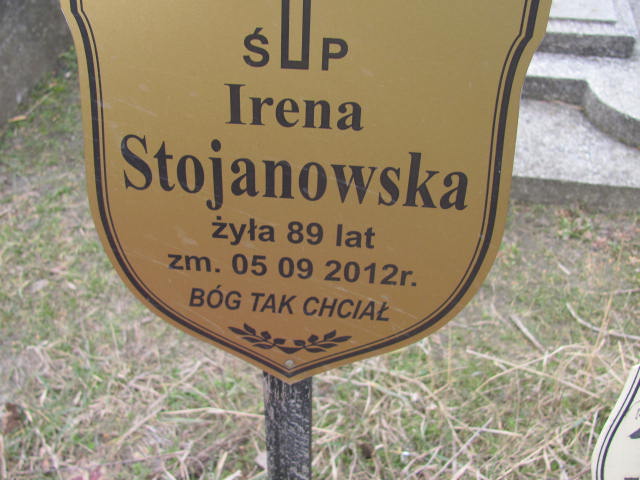 Ś P
Irena
Stojanowska
żyła 89 lat
zm. 05 09 2012r.
BÓG TAK CHCIAŁ